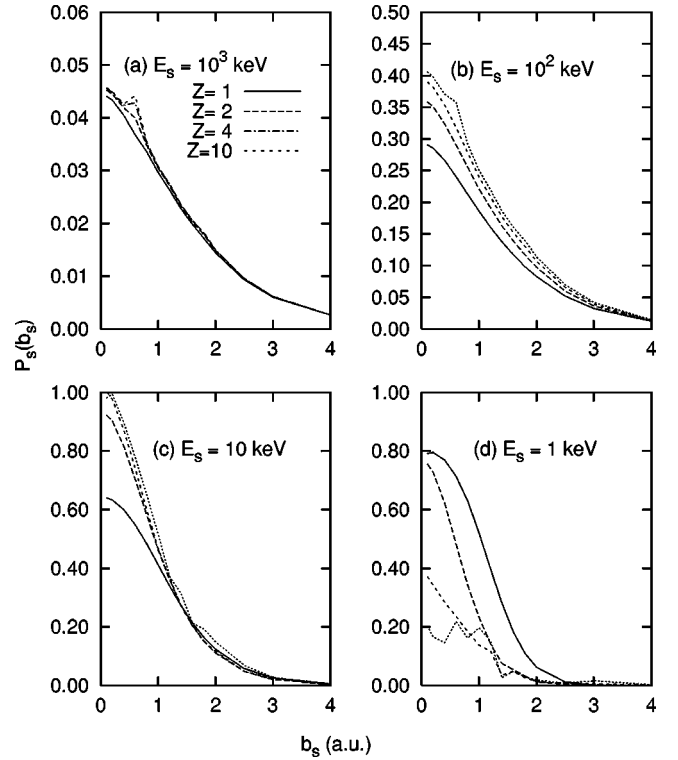 0.06
0.05
0.04
0.03
0.02
0.01
0.00
(a) E_s = 10^3 keV
Z= 1
Z= 2
Z= 4
Z=10
0 1 2 3 4
0.50
0.45
0.40
0.35
0.30
0.25
0.20
0.15
0.10
0.05
0.00
(b) E_s = 10^2 keV
0 1 2 3 4
P_s(b_s)
1.00
0.80
0.60
0.40
0.20
0.00
(c) E_s = 10 keV
0 1 2 3 4
1.00
0.80
0.60
0.40
0.20
0.00
(d) E_s = 1 keV
0 1 2 3 4
b_s (a.u.)